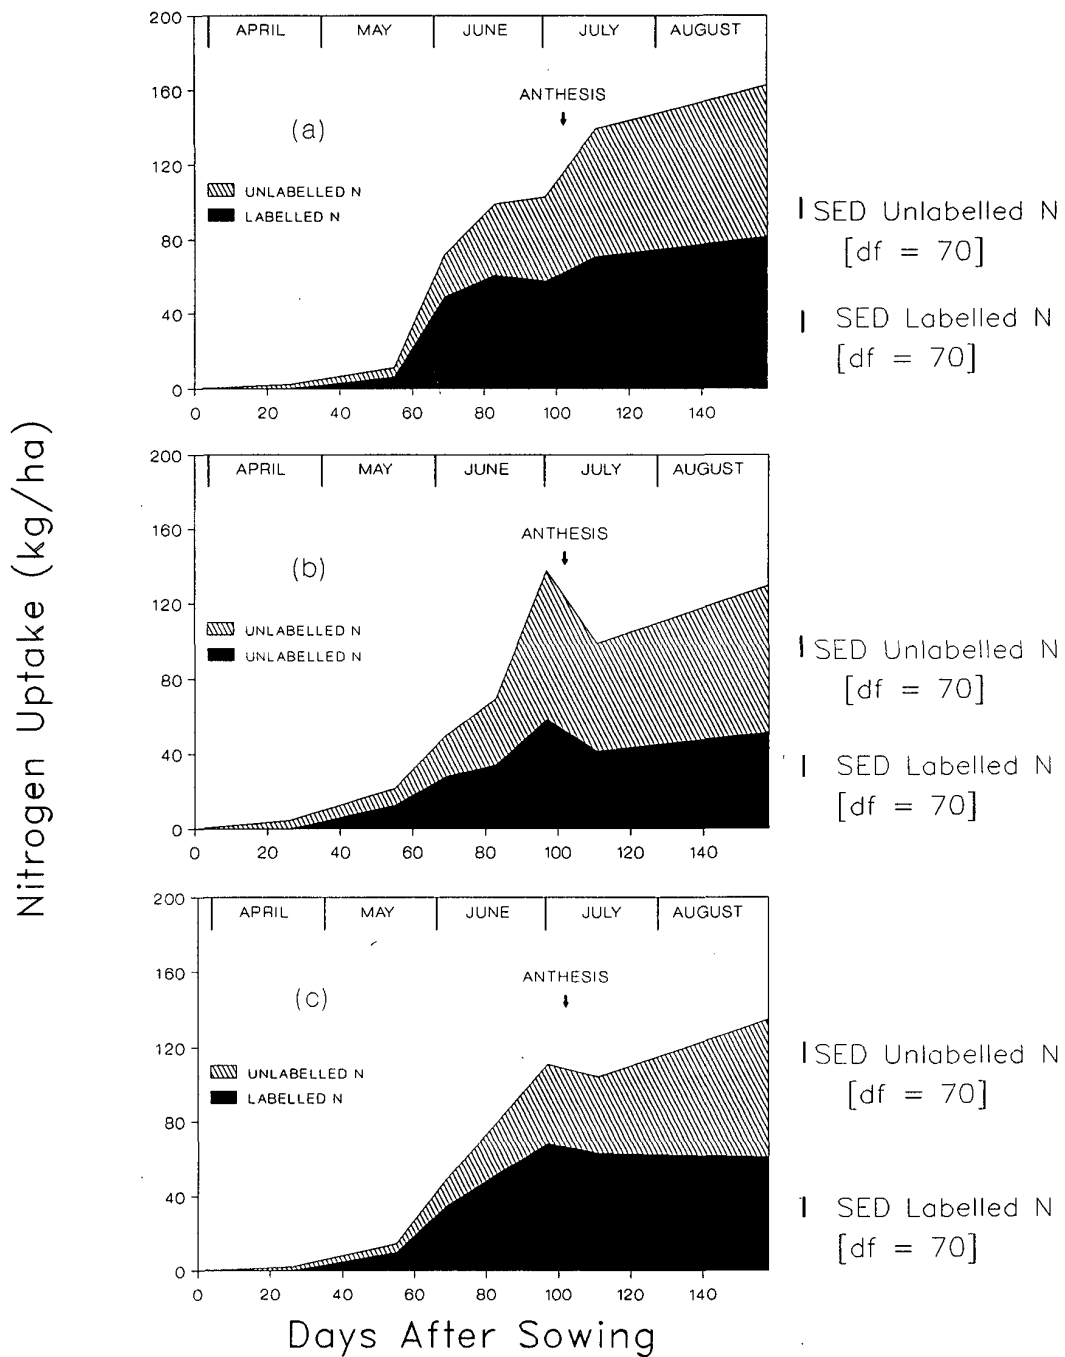 Nitrogen Uptake (kg/ha)
200
160
120
80
40
0
APRIL MAY JUNE JULY AUGUST
ANTHESIS
(a)
UNLABELLED N
LABELLED N
0 20 40 60 80 100 120 140
SED Unlabelled N
[df = 70]
SED Labelled N
[df = 70]
200
160
120
80
40
0
APRIL MAY JUNE JULY AUGUST
ANTHESIS
(b)
UNLABELLED N
UNLABELLED N
0 20 40 60 80 100 120 140
SED Unlabelled N
[df = 70]
SED Labelled N
[df = 70]
200
160
120
80
40
0
APRIL MAY JUNE JULY AUGUST
ANTHESIS
(c)
UNLABELLED N
LABELLED N
0 20 40 60 80 100 120 140
SED Unlabelled N
[df = 70]
SED Labelled N
[df = 70]
Days After Sowing